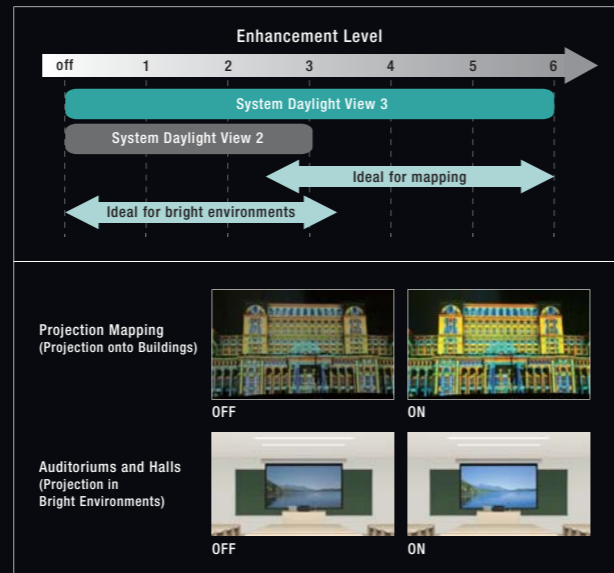 Enhancement Level
off 1 2 3 4 5 6
System Daylight View 3
System Daylight View 2
Ideal for mapping
Ideal for bright environments
Projection Mapping
(Projection onto Buildings)
OFF ON
Auditoriums and Halls
(Projection in
Bright Environments)
OFF ON